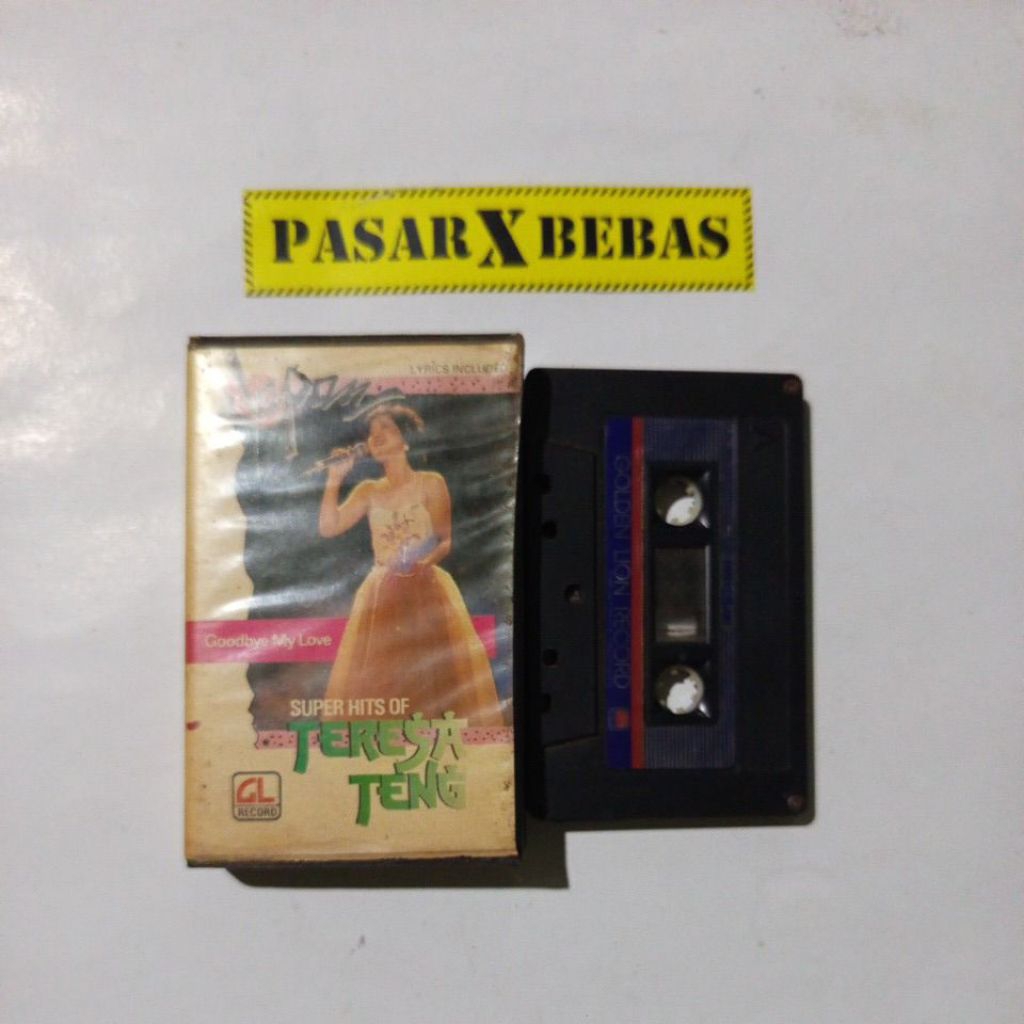 PASAR X BEBAS
LYRICS INCLUDED
Goodbye My Love
SUPER HITS OF
TERESA
TENG
GL
RECORD
GOLDEN LION RECORD
A